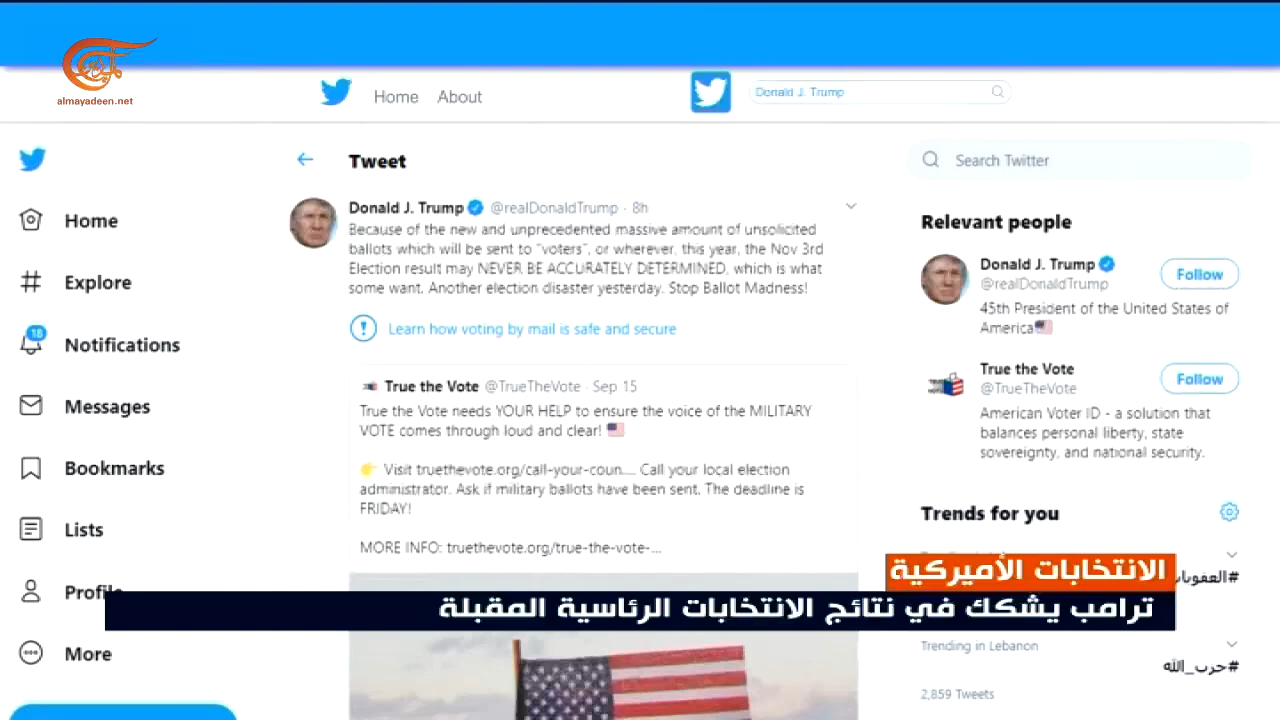 almayadeen.net
Home About
Donald J. Trump
Tweet
Search Twitter
Home
Explore
18
Notifications
Messages
Bookmarks
Lists
Profile
More
Donald J. Trump @realDonaldTrump · 8h
Because of the new and unprecedented massive amount of unsolicited
ballots which will be sent to "voters", or wherever, this year, the Nov 3rd
Election result may NEVER BE ACCURATELY DETERMINED, which is what
some want. Another election disaster yesterday. Stop Ballot Madness!
Learn how voting by mail is safe and secure
True the Vote @TrueTheVote · Sep 15
True the Vote needs YOUR HELP to ensure the voice of the MILITARY
VOTE comes through loud and clear! 🇺🇸
👉 Visit truethevote.org/call-your-coun.... Call your local election
administrator. Ask if military ballots have been sent. The deadline is
FRIDAY!
MORE INFO: truethevote.org/true-the-vote-...
Relevant people
Donald J. Trump
Follow
@realDonaldTrump
45th President of the United States of
America🇺🇸
True the Vote
Follow
@TrueTheVote
American Voter ID - a solution that
balances personal liberty, state
sovereignty, and national security.
Trends for you
الانتخابات الأميركية
ترامب يشكك في نتائج الانتخابات الرئاسية المقبلة
Trending in Lebanon
#حزب_الله
2,859 Tweets